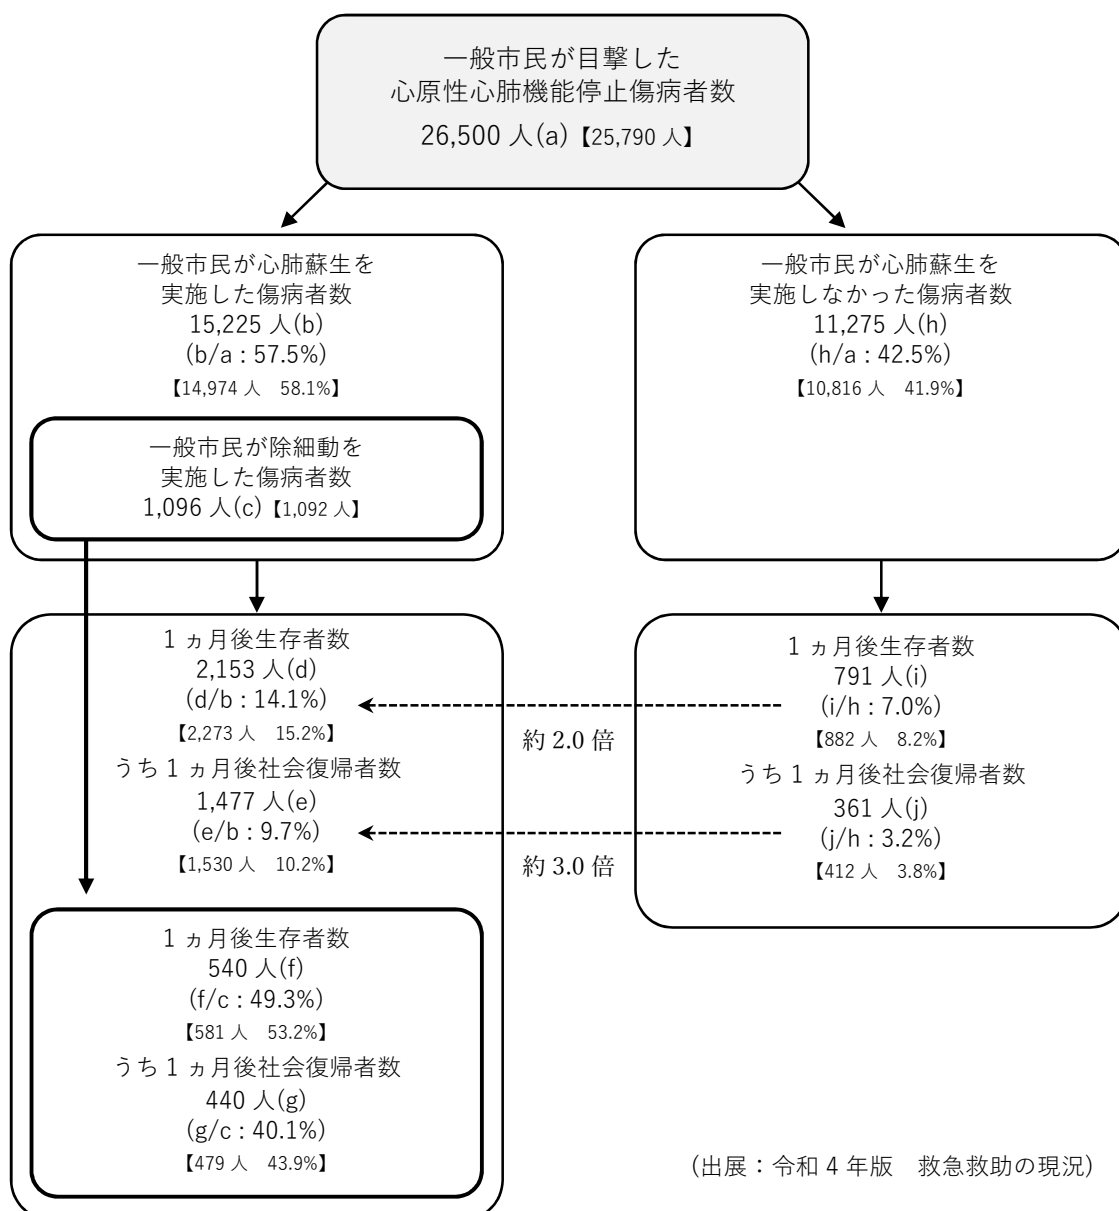 一般市民が目撃した
心原性心肺機能停止傷病者数
26,500 人(a)【25,790 人】
一般市民が心肺蘇生を
実施した傷病者数
15,225 人(b)
(b/a : 57.5%)
【14,974 人　58.1%】
一般市民が除細動を
実施した傷病者数
1,096 人(c)【1,092 人】
一般市民が心肺蘇生を
実施しなかった傷病者数
11,275 人(h)
(h/a : 42.5%)
【10,816 人　41.9%】
1 ヵ月後生存者数
2,153 人(d)
(d/b : 14.1%)
【2,273 人　15.2%】
うち 1 ヵ月後社会復帰者数
1,477 人(e)
(e/b : 9.7%)
【1,530 人　10.2%】
約 2.0 倍
約 3.0 倍
1 ヵ月後生存者数
791 人(i)
(i/h : 7.0%)
【882 人　8.2%】
うち 1 ヵ月後社会復帰者数
361 人(j)
(j/h : 3.2%)
【412 人　3.8%】
1 ヵ月後生存者数
540 人(f)
(f/c : 49.3%)
【581 人　53.2%】
うち 1 ヵ月後社会復帰者数
440 人(g)
(g/c : 40.1%)
【479 人　43.9%】
(出展：令和 4 年版　救急救助の現況)